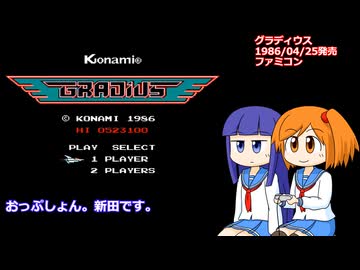 Konami®
GRADIUS
© KONAMI 1986
HI 0523100
PLAY SELECT
1 PLAYER
2 PLAYERS
グラディウス
1986/04/25発売
ファミコン
おっぷしょん。新田です。